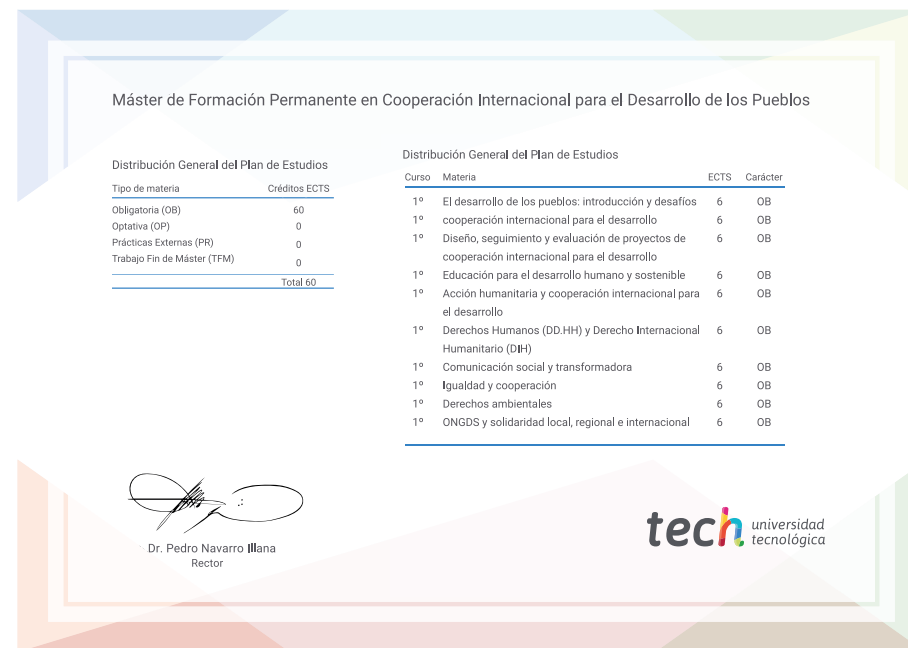 Máster de Formación Permanente en Cooperación Internacional para el Desarrollo de los Pueblos
Distribución General del Plan de Estudios
Tipo de materia Créditos ECTS
Obligatoria (OB) 60
Optativa (OP) 0
Prácticas Externas (PR) 0
Trabajo Fin de Máster (TFM) 0
Total 60
Distribución General del Plan de Estudios
Curso Materia ECTS Carácter
1º El desarrollo de los pueblos: introducción y desafíos 6 OB
1º cooperación internacional para el desarrollo 6 OB
1º Diseño, seguimiento y evaluación de proyectos de 6 OB
cooperación internacional para el desarrollo
1º Educación para el desarrollo humano y sostenible 6 OB
1º Acción humanitaria y cooperación internacional para 6 OB
el desarrollo
1º Derechos Humanos (DD.HH) y Derecho Internacional 6 OB
Humanitario (DIH)
1º Comunicación social y transformadora 6 OB
1º Igualdad y cooperación 6 OB
1º Derechos ambientales 6 OB
1º ONGDS y solidaridad local, regional e internacional 6 OB
Dr. Pedro Navarro Illana
Rector
tech universidad
tecnológica